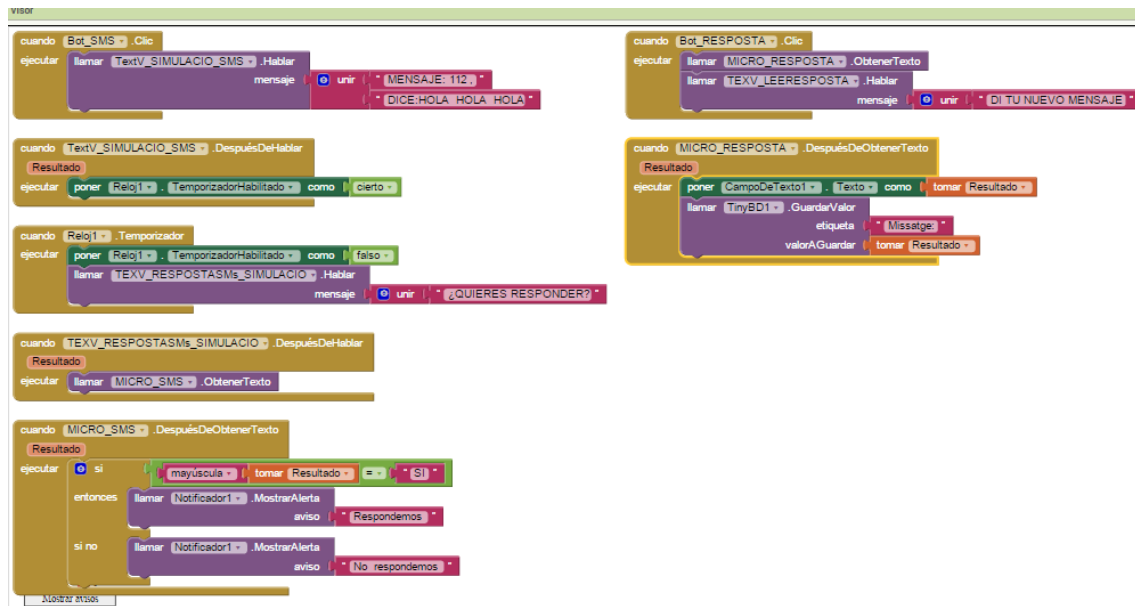 Visor
cuando Bot_SMS .Clic
ejecutar llamar TextV_SIMULACIO_SMS .Hablar
mensaje unir " MENSAJE: 112 , "
" DICE:HOLA HOLA HOLA "
cuando TextV_SIMULACIO_SMS .DespuésDeHablar
Resultado
ejecutar poner Reloj1 . TemporizadorHabilitado como cierto
cuando Reloj1 .Temporizador
ejecutar poner Reloj1 . TemporizadorHabilitado como falso
llamar TEXV_RESPOSTASMs_SIMULACIO .Hablar
mensaje unir " ¿QUIERES RESPONDER? "
cuando TEXV_RESPOSTASMs_SIMULACIO .DespuésDeHablar
Resultado
ejecutar llamar MICRO_SMS .ObtenerTexto
cuando MICRO_SMS .DespuésDeObtenerTexto
Resultado
ejecutar si mayúscula tomar Resultado = " SI "
entonces llamar Notificador1 .MostrarAlerta
aviso " Respondemos "
si no llamar Notificador1 .MostrarAlerta
aviso " No respondemos "
Mostrar avisos
cuando Bot_RESPOSTA .Clic
ejecutar llamar MICRO_RESPOSTA .ObtenerTexto
llamar TEXV_LEERESPOSTA .Hablar
mensaje unir " DI TU NUEVO MENSAJE "
cuando MICRO_RESPOSTA .DespuésDeObtenerTexto
Resultado
ejecutar poner CampoDeTexto1 . Texto como tomar Resultado
llamar TinyBD1 .GuardarValor
etiqueta " Missatge: "
valorAGuardar tomar Resultado